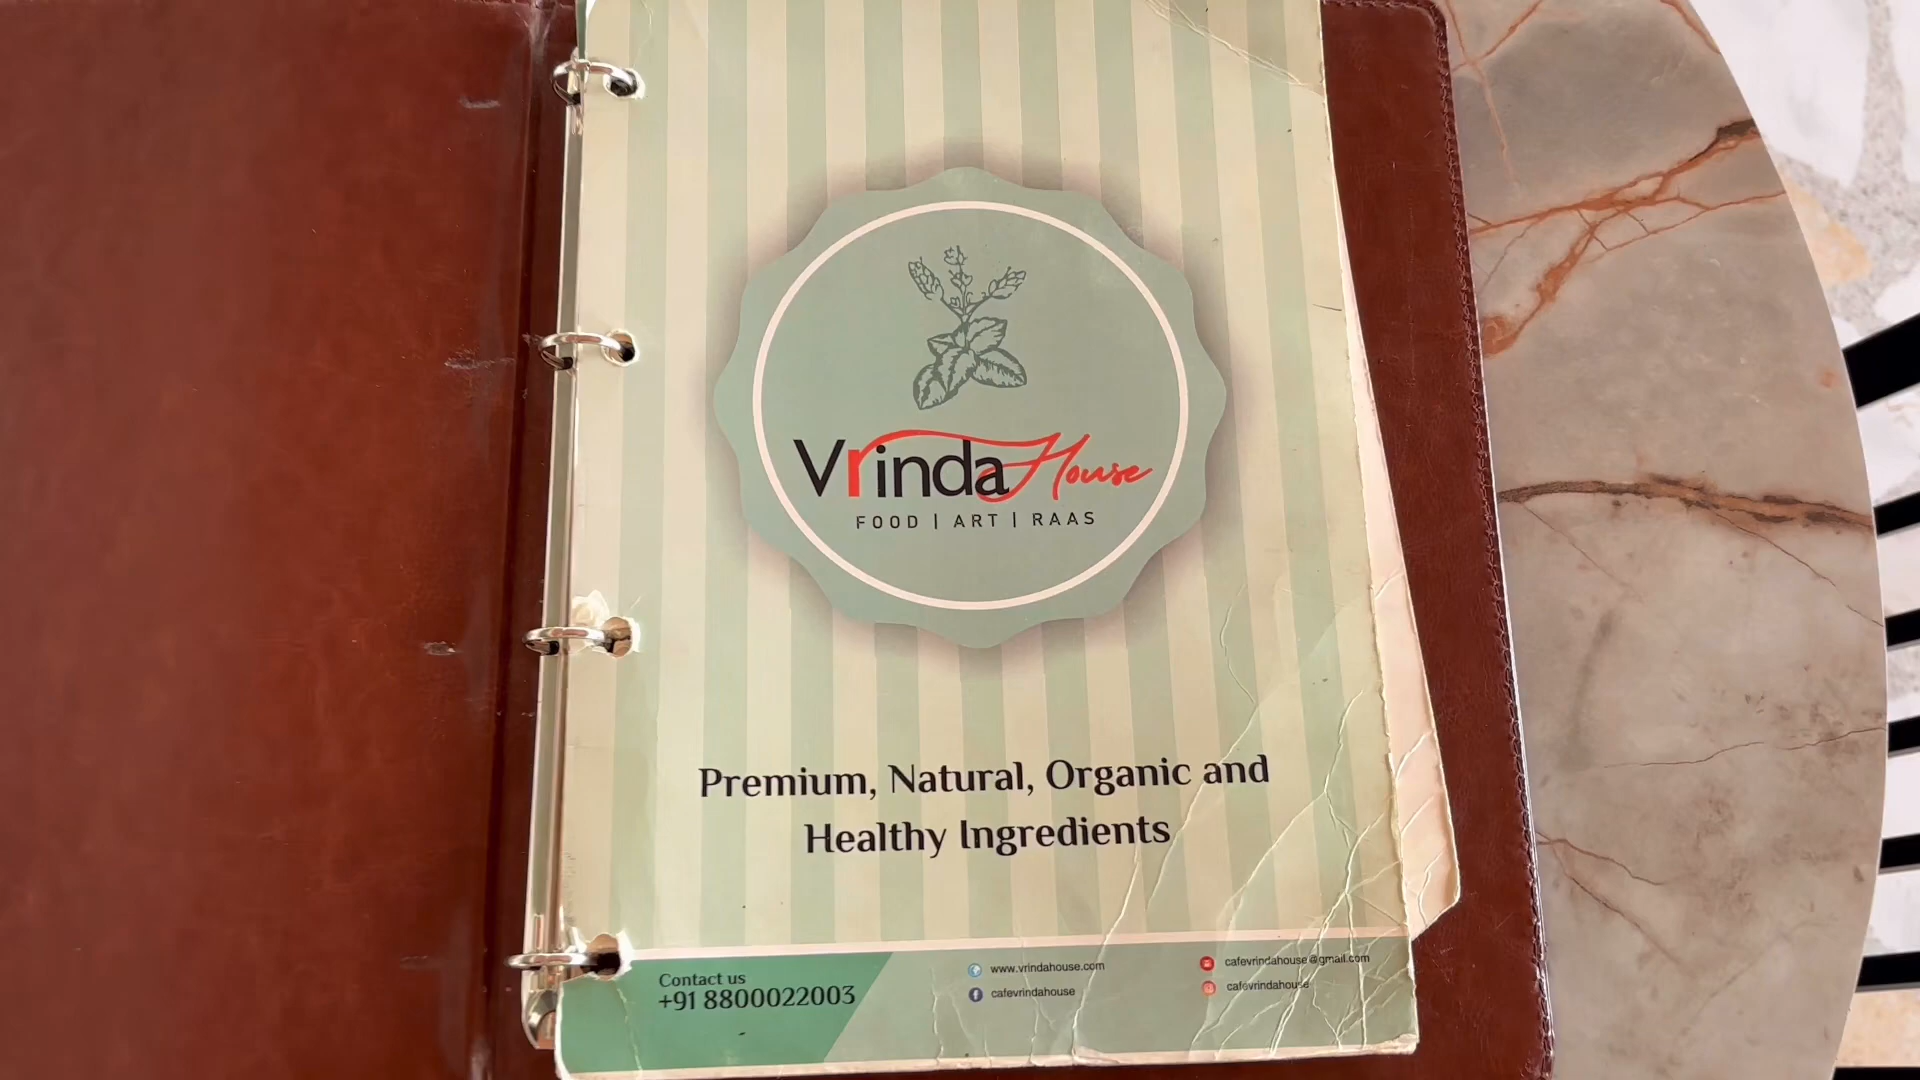 Vrinda House
FOOD | ART | RAAS
Premium, Natural, Organic and
Healthy Ingredients
Contact us
+91 8800022003
www.vrindahouse.com
cafevrindahouse
cafevrindahouse@gmail.com
cafevrindahouse